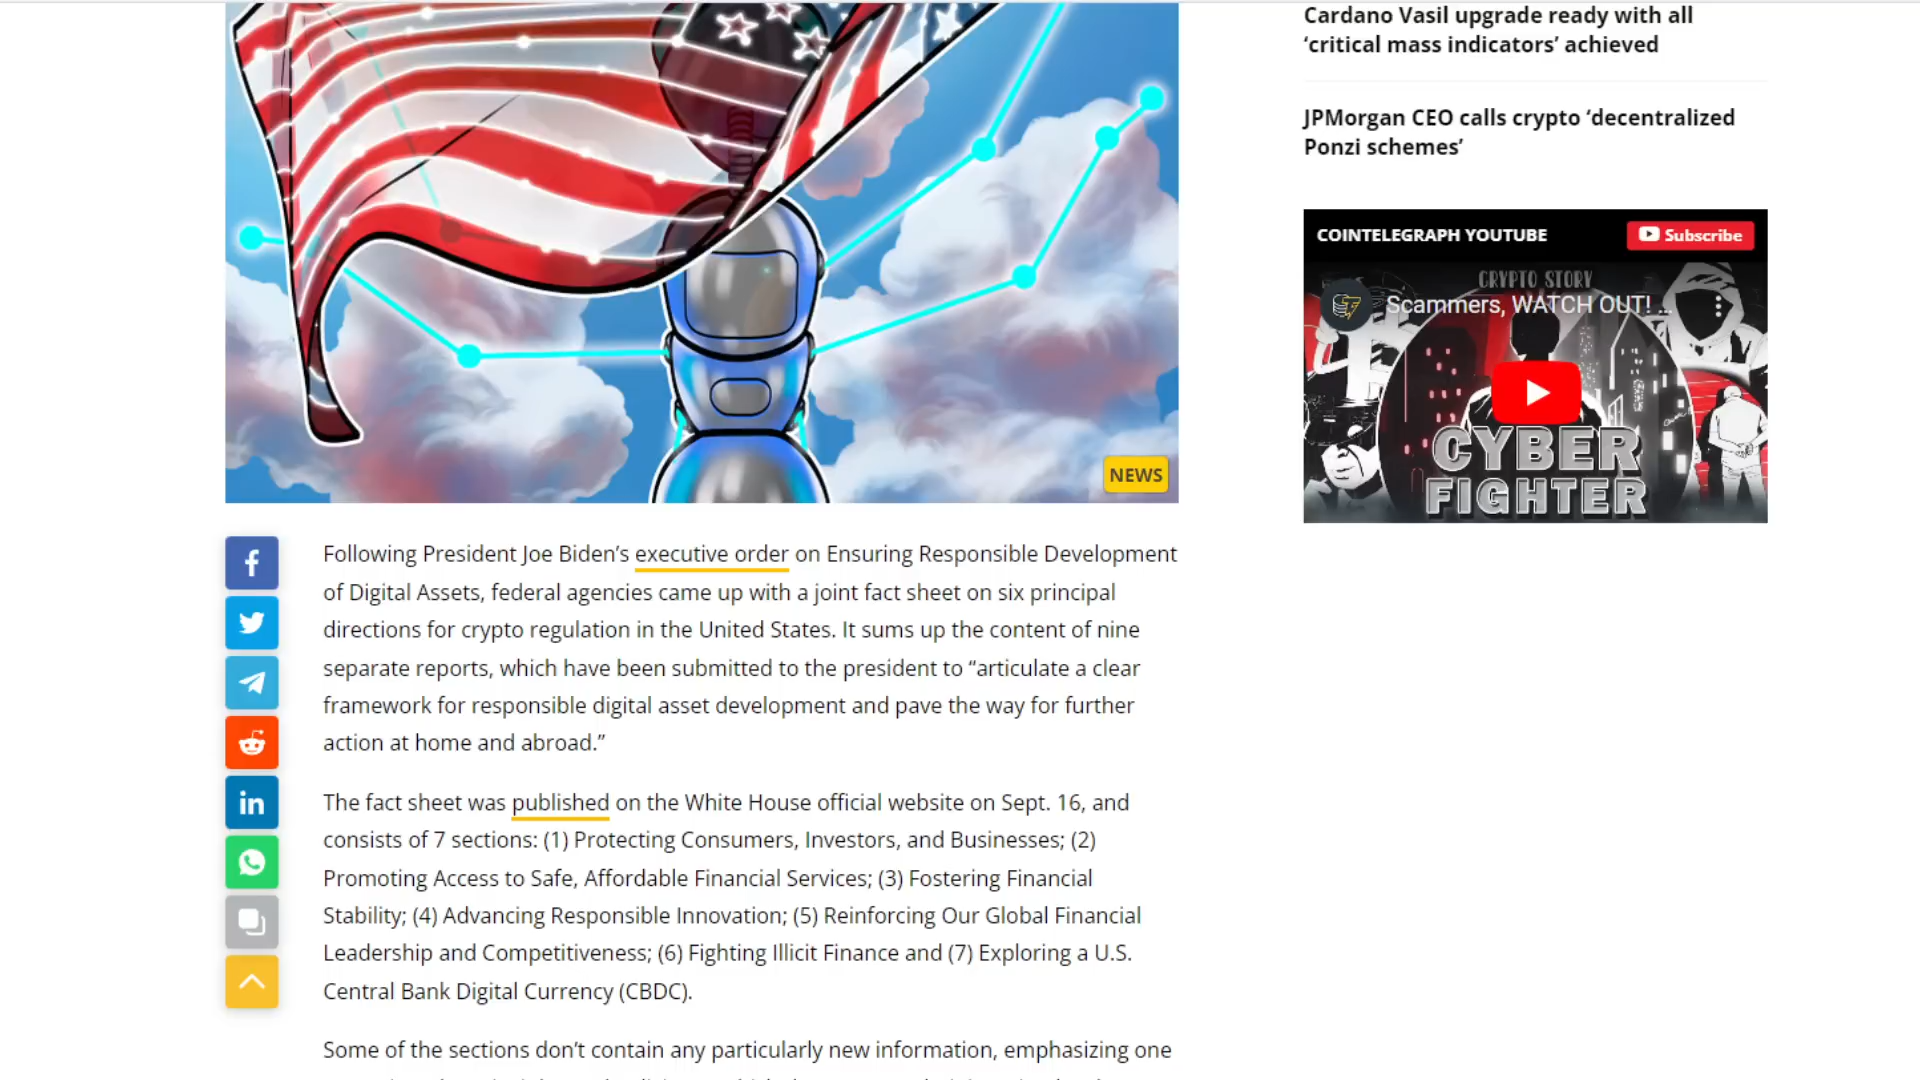 Cardano Vasil upgrade ready with all
‘critical mass indicators’ achieved
JPMorgan CEO calls crypto ‘decentralized
Ponzi schemes’
COINTELEGRAPH YOUTUBE
Subscribe
CRYPTO STORY
Scammers, WATCH OUT! ...
CYBER
FIGHTER
NEWS
Following President Joe Biden’s executive order on Ensuring Responsible Development
of Digital Assets, federal agencies came up with a joint fact sheet on six principal
directions for crypto regulation in the United States. It sums up the content of nine
separate reports, which have been submitted to the president to “articulate a clear
framework for responsible digital asset development and pave the way for further
action at home and abroad.”
The fact sheet was published on the White House official website on Sept. 16, and
consists of 7 sections: (1) Protecting Consumers, Investors, and Businesses; (2)
Promoting Access to Safe, Affordable Financial Services; (3) Fostering Financial
Stability; (4) Advancing Responsible Innovation; (5) Reinforcing Our Global Financial
Leadership and Competitiveness; (6) Fighting Illicit Finance and (7) Exploring a U.S.
Central Bank Digital Currency (CBDC).
Some of the sections don’t contain any particularly new information, emphasizing one